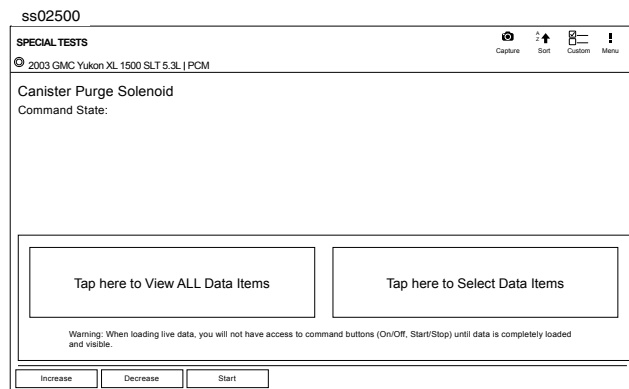 ss02500
SPECIAL TESTS
Capture
A
Z
Sort
Custom
Menu
2003 GMC Yukon XL 1500 SLT 5.3L | PCM
Canister Purge Solenoid
Command State:
Tap here to View ALL Data Items
Tap here to Select Data Items
Warning: When loading live data, you will not have access to command buttons (On/Off, Start/Stop) until data is completely loaded
and visible.
Increase
Decrease
Start